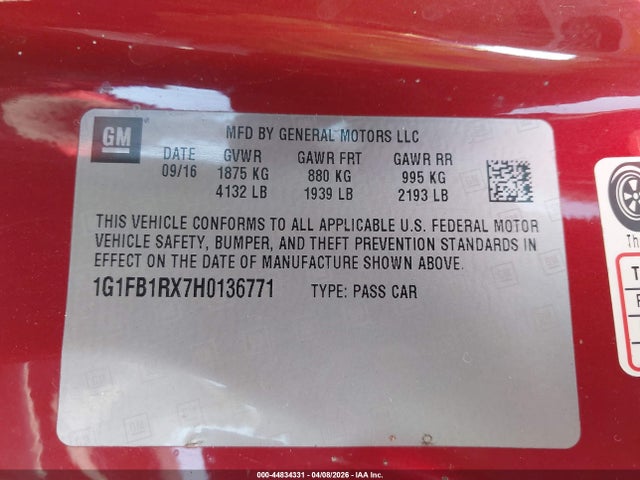 GM
MFD BY GENERAL MOTORS LLC
DATE GVWR GAWR FRT GAWR RR
09/16 1875 KG 880 KG 995 KG
4132 LB 1939 LB 2193 LB
THIS VEHICLE CONFORMS TO ALL APPLICABLE U.S. FEDERAL MOTOR
VEHICLE SAFETY, BUMPER, AND THEFT PREVENTION STANDARDS IN
EFFECT ON THE DATE OF MANUFACTURE SHOWN ABOVE.
1G1FB1RX7H0136771 TYPE: PASS CAR
Th
T
000-44834331 04/08/2026 IAA Inc.